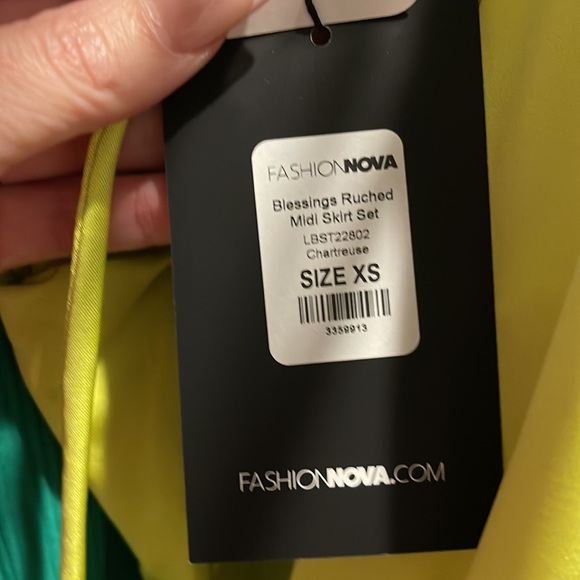 FASHIONNOVA
Blessings Ruched
Midi Skirt Set
LBST22802
Chartreuse
SIZE XS
3359913
FASHIONNOVA.COM